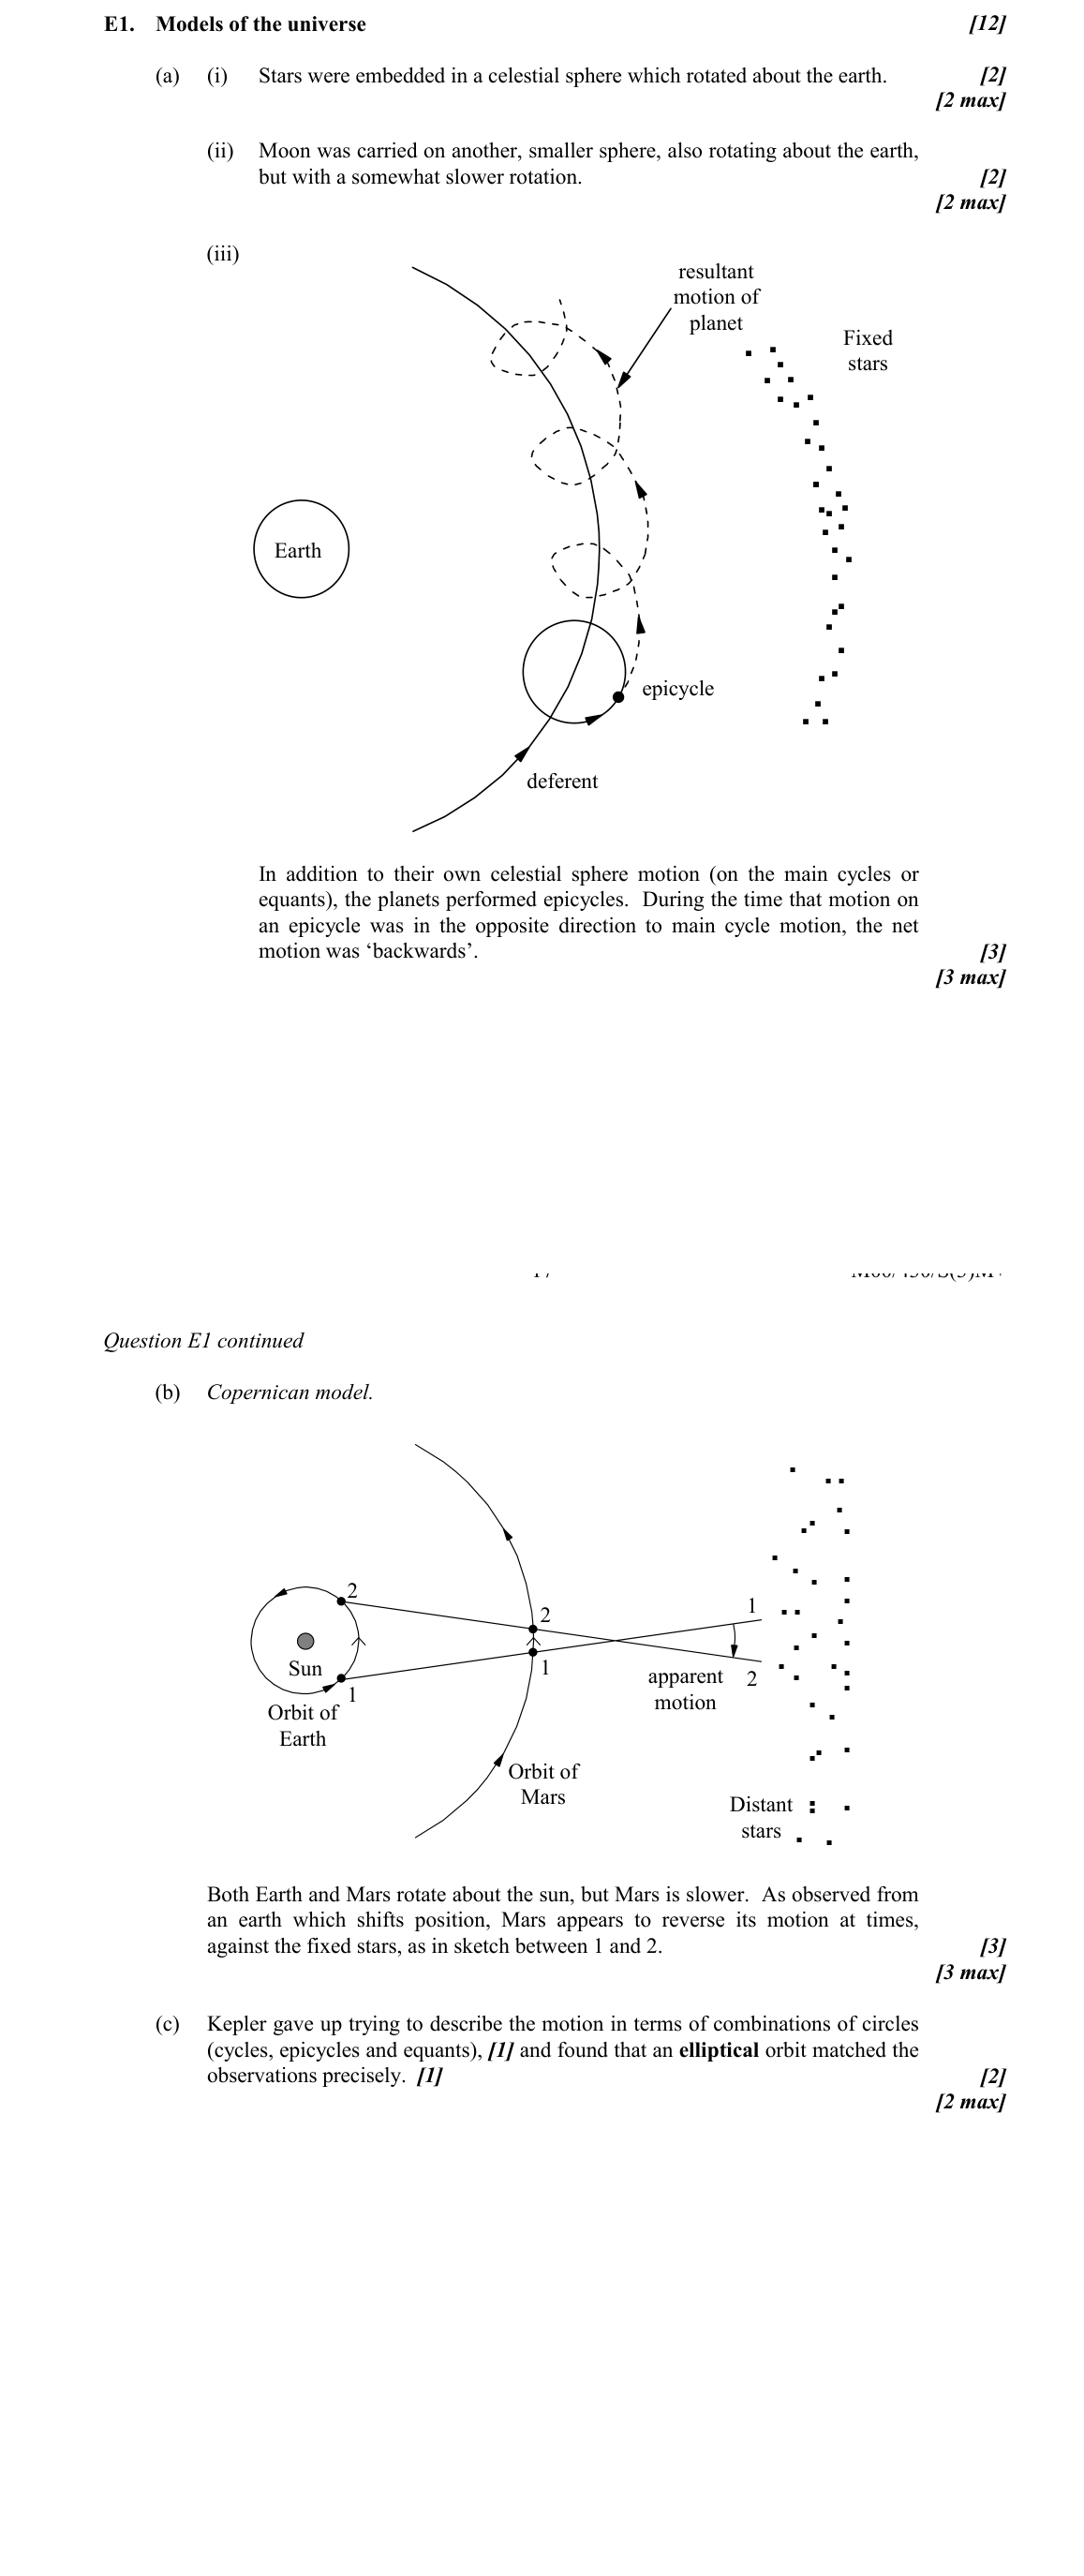 E1. Models of the universe [12]
(a) (i) Stars were embedded in a celestial sphere which rotated about the earth. [2]
[2 max]
(ii) Moon was carried on another, smaller sphere, also rotating about the earth,
but with a somewhat slower rotation. [2]
[2 max]
(iii)
resultant
motion of
planet
Fixed
stars
Earth
epicycle
deferent
In addition to their own celestial sphere motion (on the main cycles or
equants), the planets performed epicycles. During the time that motion on
an epicycle was in the opposite direction to main cycle motion, the net
motion was ‘backwards’. [3]
[3 max]
Question E1 continued
(b) Copernican model.
2
2
1
Sun
1
1
apparent
motion
2
Orbit of
Earth
Orbit of
Mars
Distant
stars
Both Earth and Mars rotate about the sun, but Mars is slower. As observed from
an earth which shifts position, Mars appears to reverse its motion at times,
against the fixed stars, as in sketch between 1 and 2. [3]
[3 max]
(c) Kepler gave up trying to describe the motion in terms of combinations of circles
(cycles, epicycles and equants), [1] and found that an elliptical orbit matched the
observations precisely. [1] [2]
[2 max]